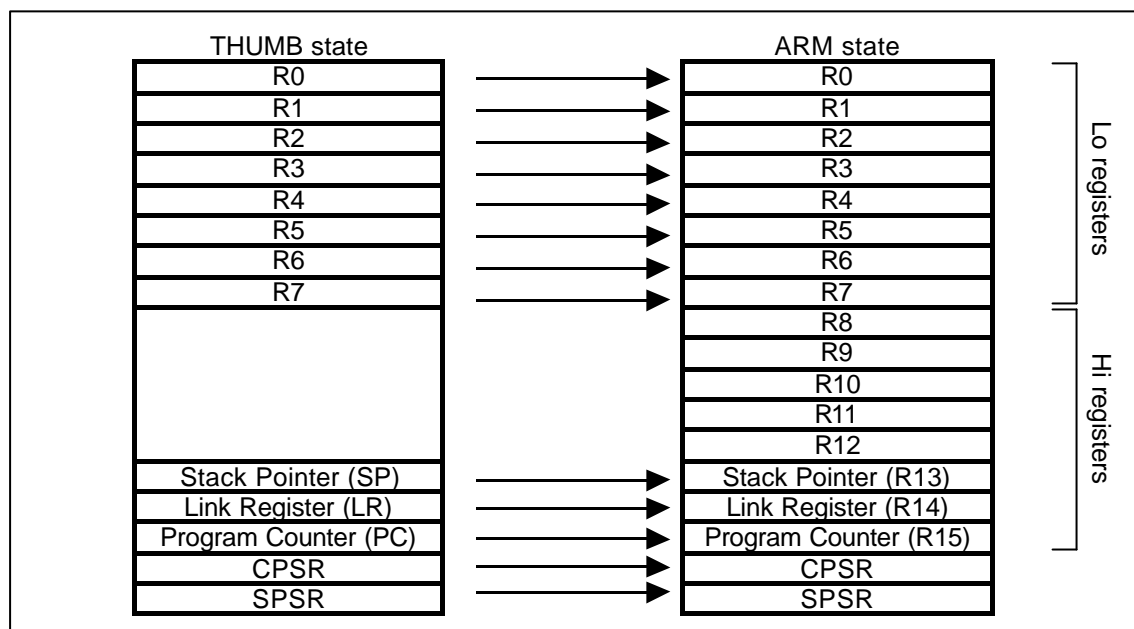 THUMB state
R0
R1
R2
R3
R4
R5
R6
R7
Stack Pointer (SP)
Link Register (LR)
Program Counter (PC)
CPSR
SPSR
ARM state
R0
R1
R2
R3
R4
R5
R6
R7
R8
R9
R10
R11
R12
Stack Pointer (R13)
Link Register (R14)
Program Counter (R15)
CPSR
SPSR
Lo registers
Hi registers